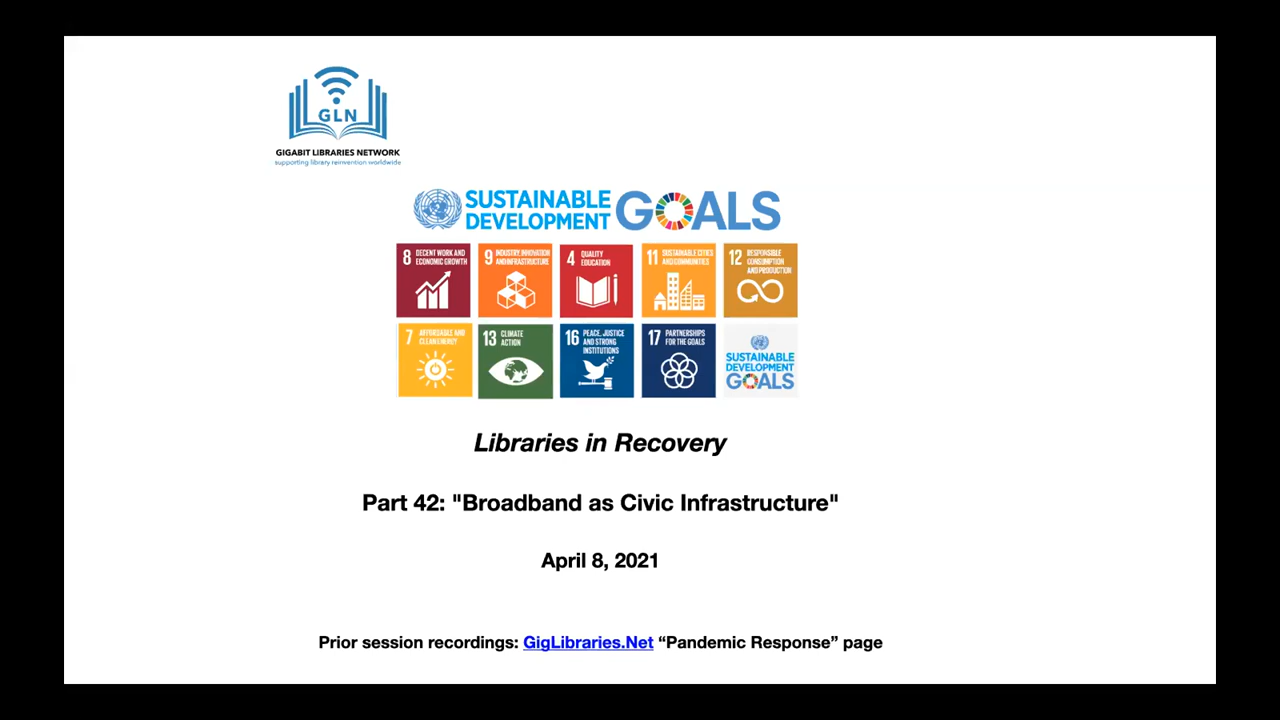 GLN
GIGABIT LIBRARIES NETWORK
supporting library reinvention worldwide
SUSTAINABLE
DEVELOPMENT
GOALS
8 DECENT WORK AND
ECONOMIC GROWTH
9 INDUSTRY, INNOVATION
AND INFRASTRUCTURE
4 QUALITY
EDUCATION
11 SUSTAINABLE CITIES
AND COMMUNITIES
12 RESPONSIBLE
CONSUMPTION
AND PRODUCTION
7 AFFORDABLE AND
CLEAN ENERGY
13 CLIMATE
ACTION
16 PEACE, JUSTICE
AND STRONG
INSTITUTIONS
17 PARTNERSHIPS
FOR THE GOALS
SUSTAINABLE
DEVELOPMENT
GOALS
Libraries in Recovery
Part 42: "Broadband as Civic Infrastructure"
April 8, 2021
Prior session recordings: GigLibraries.Net “Pandemic Response” page